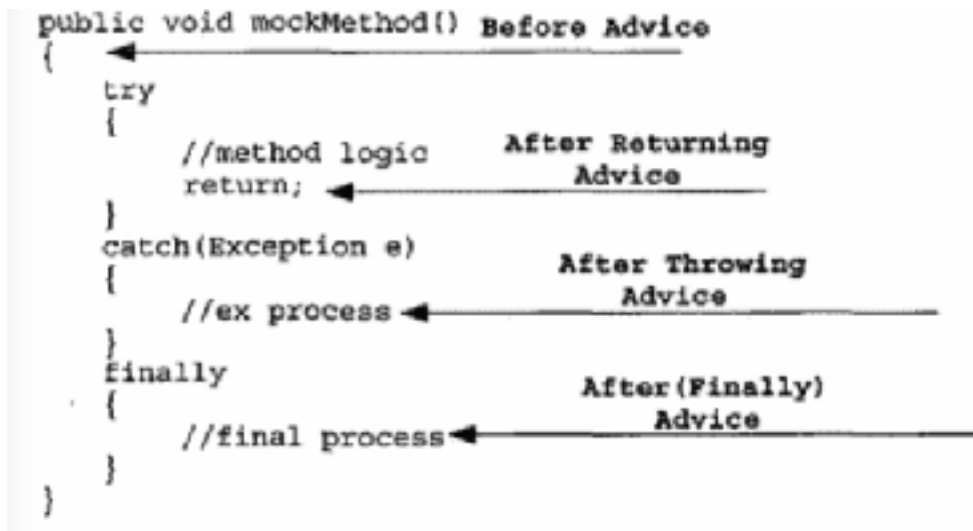 public void mockMethod() Before Advice
{
try
{
//method logic After Returning
return; Advice
}
catch(Exception e)
{ After Throwing
//ex process Advice
}
finally
{ After(Finally)
//final process Advice
}
}